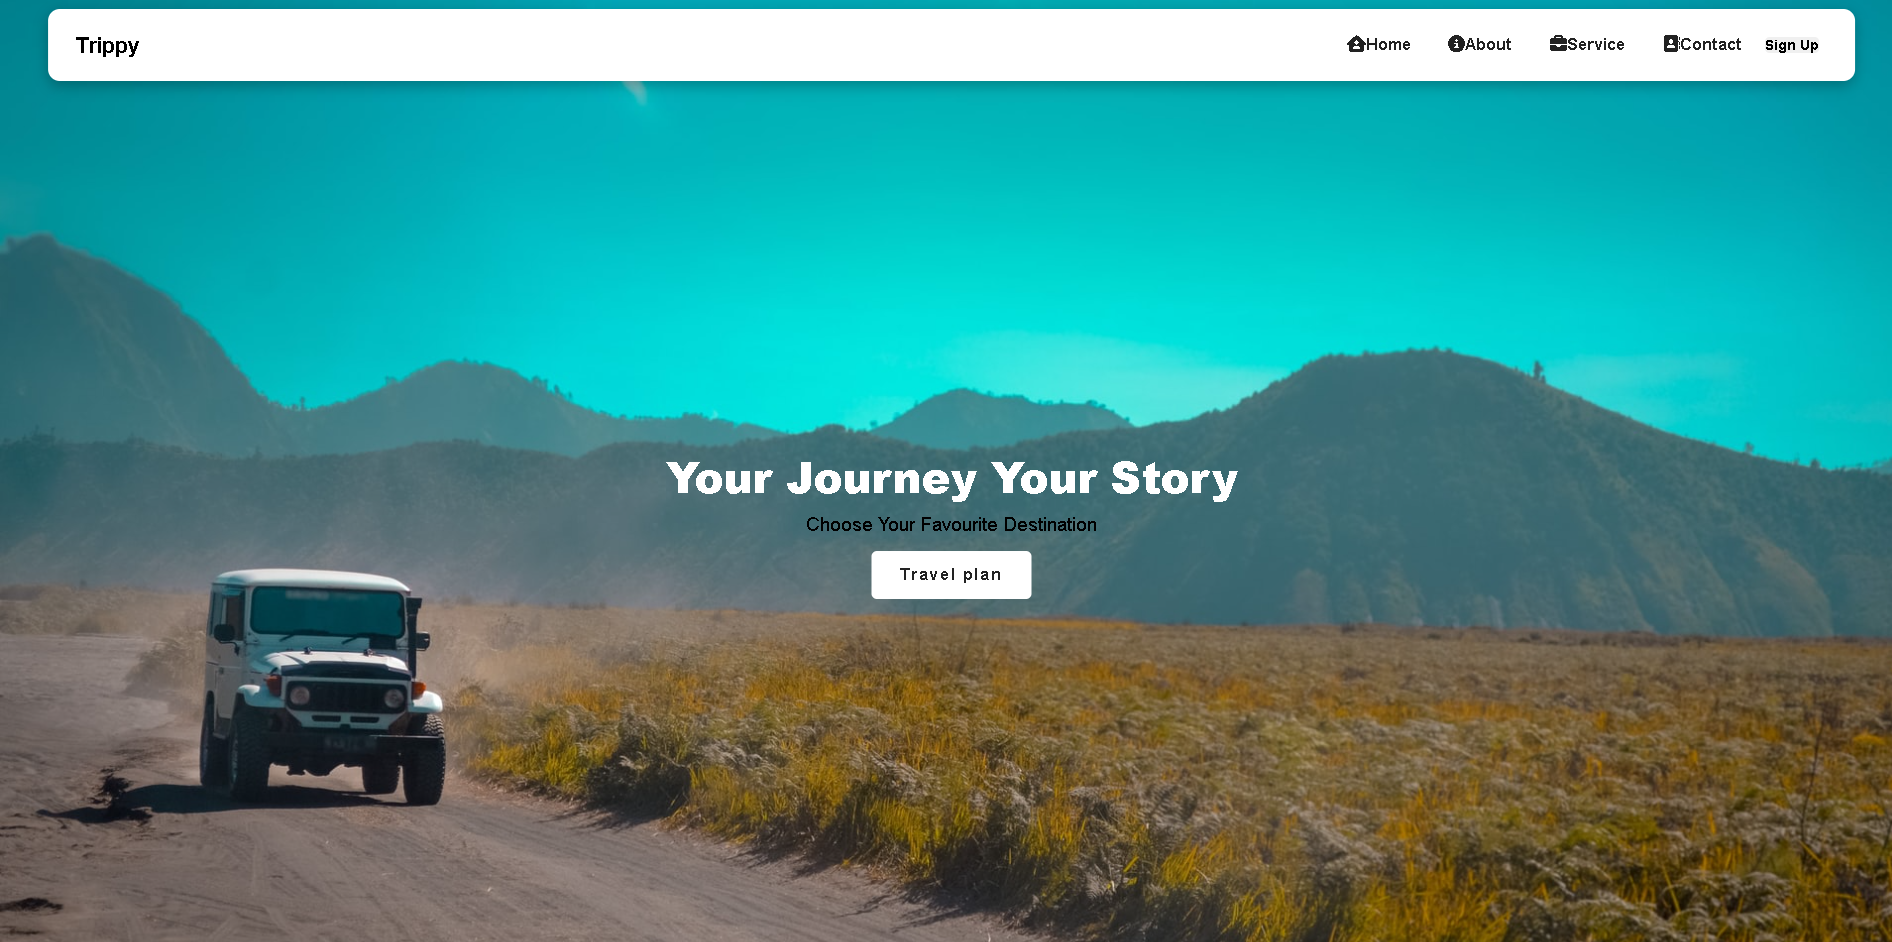 Trippy
Home About Service Contact Sign Up
Your Journey Your Story
Choose Your Favourite Destination
Travel plan